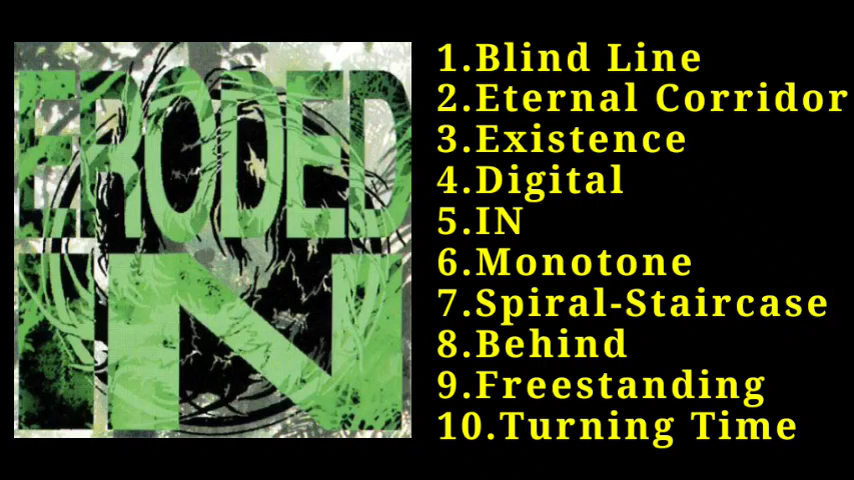 ERODED
IN
1.Blind Line
2.Eternal Corridor
3.Existence
4.Digital
5.IN
6.Monotone
7.Spiral-Staircase
8.Behind
9.Freestanding
10.Turning Time